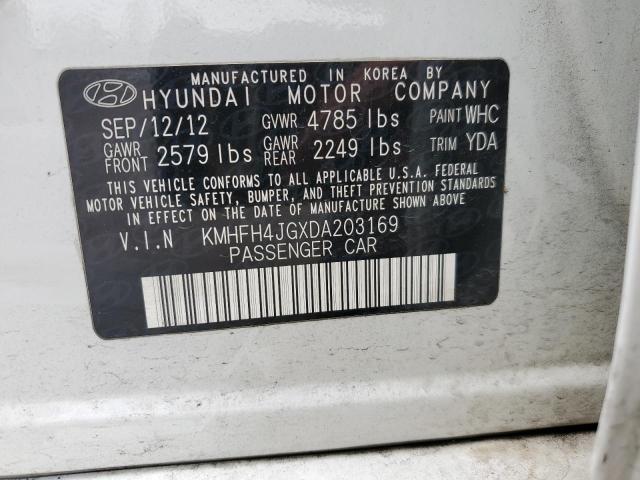 MANUFACTURED IN KOREA BY
HYUNDAI MOTOR COMPANY
SEP/12/12 GVWR 4785 lbs PAINT WHC
GAWR FRONT 2579 lbs GAWR REAR 2249 lbs TRIM YDA
THIS VEHICLE CONFORMS TO ALL APPLICABLE U.S.A. FEDERAL
MOTOR VEHICLE SAFETY, BUMPER, AND THEFT PREVENTION STANDARDS
IN EFFECT ON THE DATE OF MANUFACTURE SHOWN ABOVE
V.I.N KMHFH4JGXDA203169
PASSENGER CAR